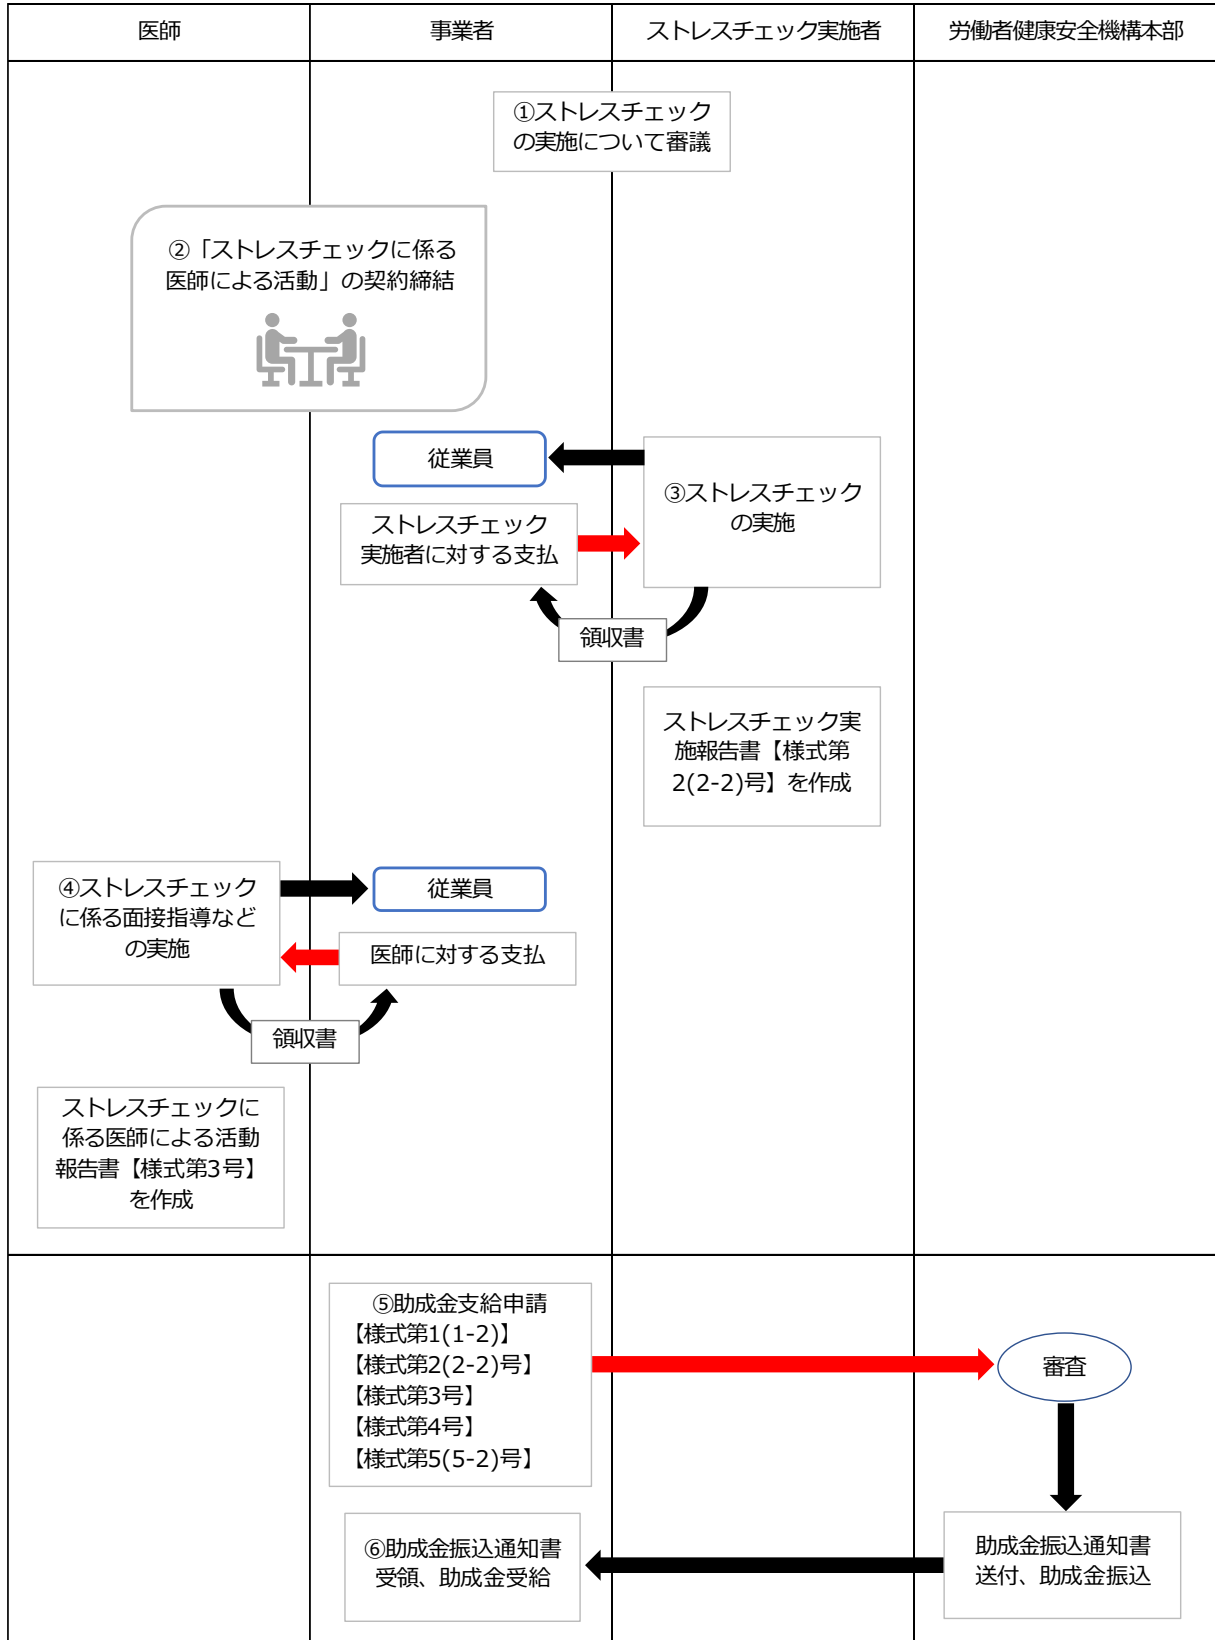 医師
事業者
ストレスチェック実施者
労働者健康安全機構本部
①ストレスチェック
の実施について審議
②「ストレスチェックに係る
医師による活動」の契約締結
従業員
③ストレスチェック
の実施
ストレスチェック
実施者に対する支払
領収書
ストレスチェック実
施報告書【様式第
2(2-2)号】を作成
④ストレスチェック
に係る面接指導など
の実施
従業員
医師に対する支払
領収書
ストレスチェックに
係る医師による活動
報告書【様式第3号】
を作成
⑤助成金支給申請
【様式第1(1-2)】
【様式第2(2-2)号】
【様式第3号】
【様式第4号】
【様式第5(5-2)号】
審査
助成金振込通知書
送付、助成金振込
⑥助成金振込通知書
受領、助成金受給